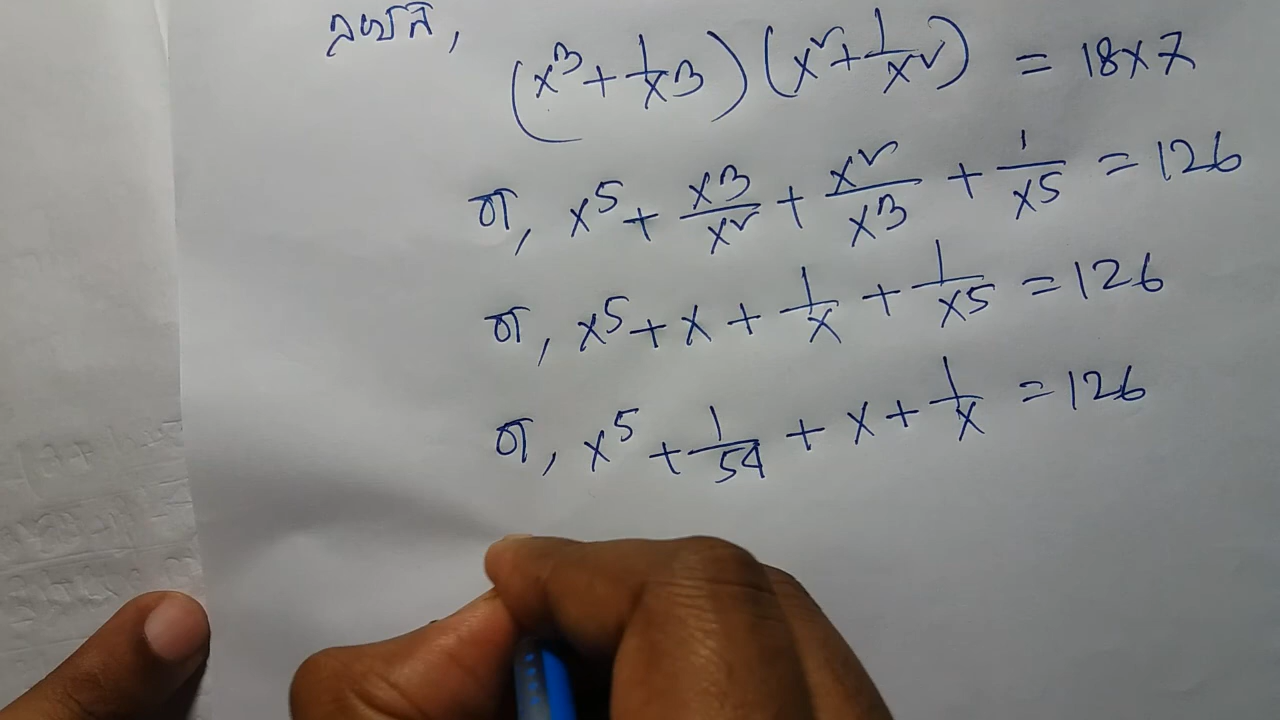 এখন, (x³ + 1/x³) (x² + 1/x²) = 18×7
বা, x⁵ + x³/x² + x²/x³ + 1/x⁵ = 126
বা, x⁵ + x + 1/x + 1/x⁵ = 126
বা, x⁵ + 1/54 + x + 1/x = 126